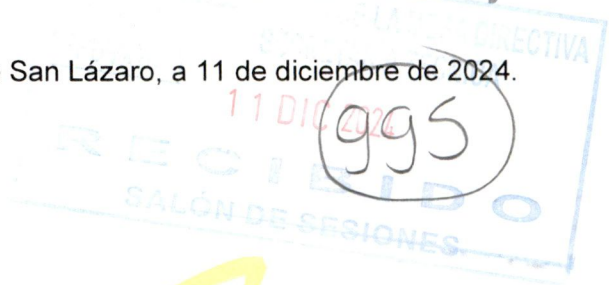 DIRECTIVA
San Lázaro, a 11 de diciembre de 2024.
11 DIC 2024
995
RECIBIDO
SALÓN DE SESIONES